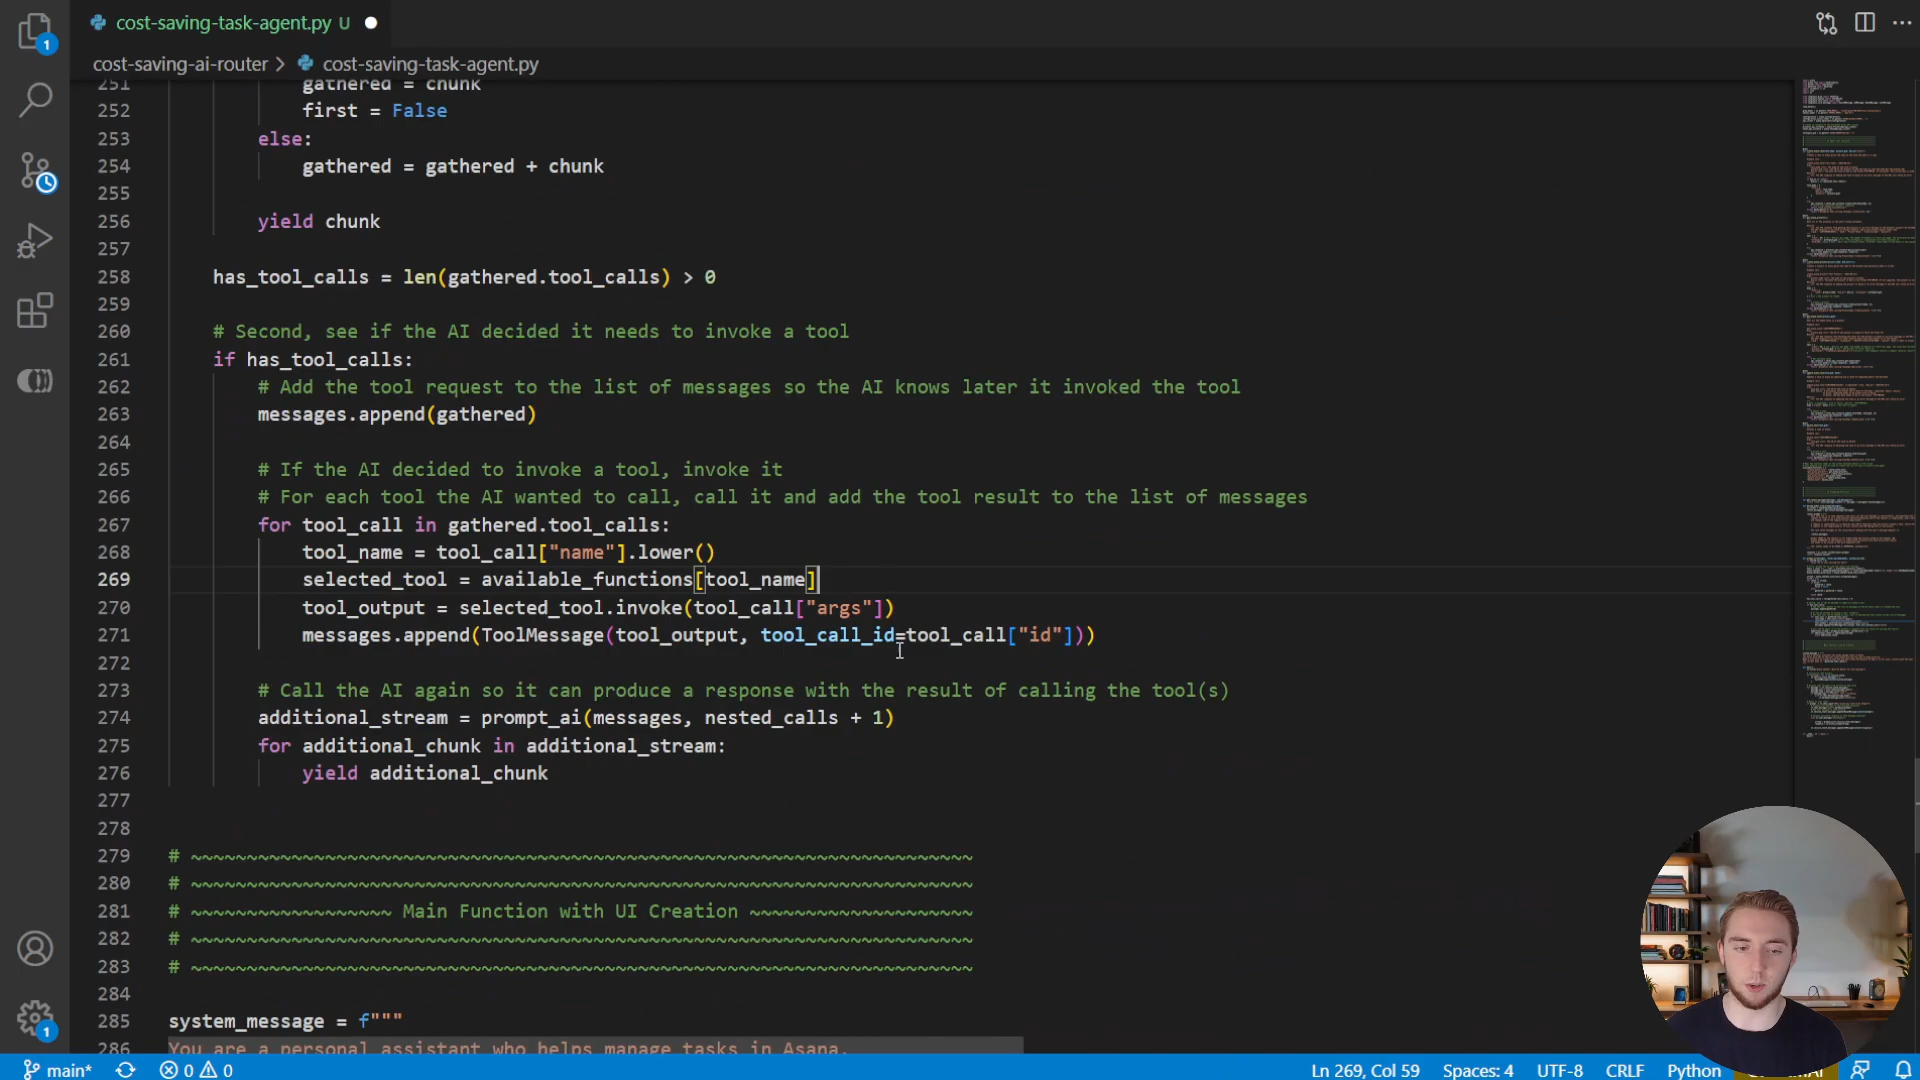 cost-saving-task-agent.py U
cost-saving-ai-router > cost-saving-task-agent.py
251 gathered = chunk
252 first = False
253 else:
254 gathered = gathered + chunk
255
256 yield chunk
257
258 has_tool_calls = len(gathered.tool_calls) > 0
259
260 # Second, see if the AI decided it needs to invoke a tool
261 if has_tool_calls:
262 # Add the tool request to the list of messages so the AI knows later it invoked the tool
263 messages.append(gathered)
264
265 # If the AI decided to invoke a tool, invoke it
266 # For each tool the AI wanted to call, call it and add the tool result to the list of messages
267 for tool_call in gathered.tool_calls:
268 tool_name = tool_call["name"].lower()
269 selected_tool = available_functions[tool_name]
270 tool_output = selected_tool.invoke(tool_call["args"])
271 messages.append(ToolMessage(tool_output, tool_call_id=tool_call["id"]))
272
273 # Call the AI again so it can produce a response with the result of calling the tool(s)
274 additional_stream = prompt_ai(messages, nested_calls + 1)
275 for additional_chunk in additional_stream:
276 yield additional_chunk
277
278
279 # ~~~~~~~~~~~~~~~~~~~~~~~~~~~~~~~~~~~~~~~~~~~~~~~~~~~~~~~~~~~~~~~~~~~~~~
280 # ~~~~~~~~~~~~~~~~~~~~~~~~~~~~~~~~~~~~~~~~~~~~~~~~~~~~~~~~~~~~~~~~~~~~~~
281 # ~~~~~~~~~~~~~~~~~~ Main Function with UI Creation ~~~~~~~~~~~~~~~~~~~~
282 # ~~~~~~~~~~~~~~~~~~~~~~~~~~~~~~~~~~~~~~~~~~~~~~~~~~~~~~~~~~~~~~~~~~~~~~
283 # ~~~~~~~~~~~~~~~~~~~~~~~~~~~~~~~~~~~~~~~~~~~~~~~~~~~~~~~~~~~~~~~~~~~~~~
284
285 system_message = f"""
286 You are a personal assistant who helps manage tasks in Asana.
1
1
main* 0 0 Ln 269, Col 59 Spaces: 4 UTF-8 CRLF Python